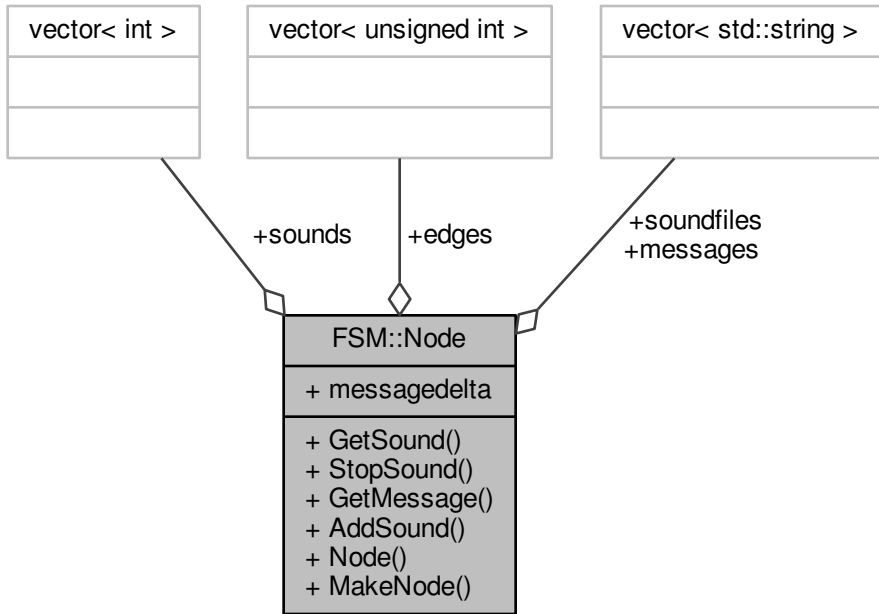 vector< int >
vector< unsigned int >
vector< std::string >
+sounds
+edges
+soundfiles
+messages
FSM::Node
+ messagedelta
+ GetSound()
+ StopSound()
+ GetMessage()
+ AddSound()
+ Node()
+ MakeNode()